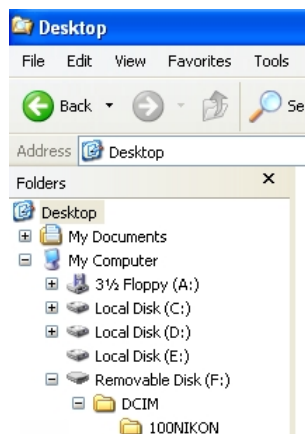 Desktop
File Edit View Favorites Tools
Back Se
Address Desktop
Folders
Desktop
My Documents
My Computer
3½ Floppy (A:)
Local Disk (C:)
Local Disk (D:)
Local Disk (E:)
Removable Disk (F:)
DCIM
100NIKON